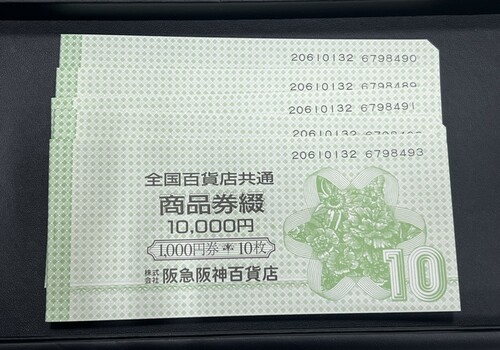 20610132 6798490
20610132 6798489
20610132 6798491
20610132
20610132 6798493
全国百貨店共通
商品券綴
10,000円
1,000円券＊10枚
株式会社 阪急阪神百貨店
10